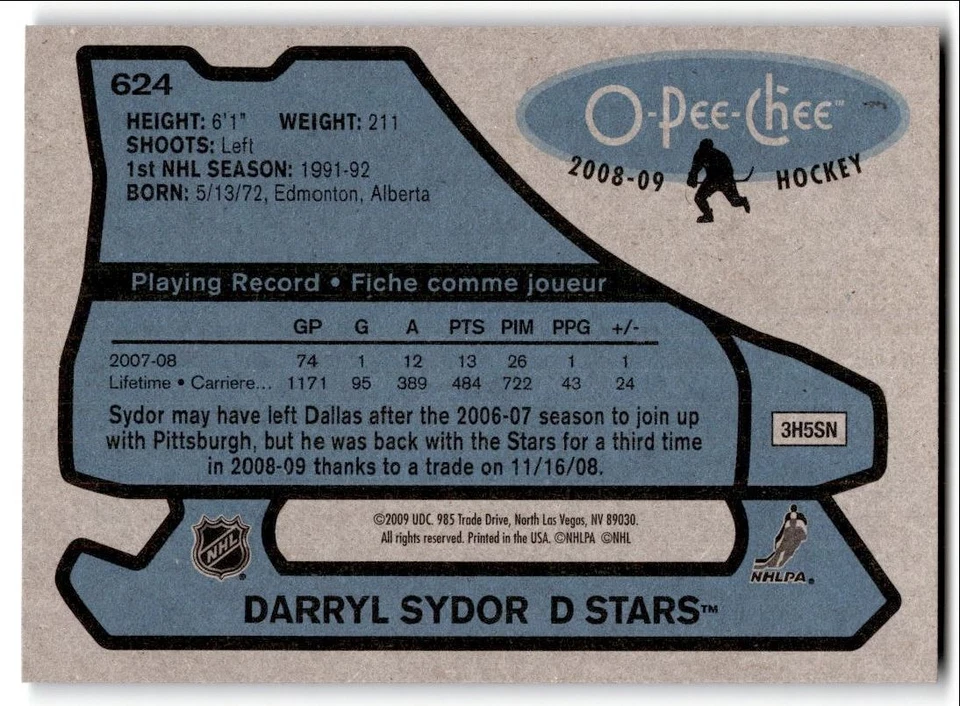 624
HEIGHT: 6'1" WEIGHT: 211
SHOOTS: Left
1st NHL SEASON: 1991-92
BORN: 5/13/72, Edmonton, Alberta
O-Pee-Chee™
2008-09 HOCKEY
Playing Record • Fiche comme joueur
GP G A PTS PIM PPG +/-
2007-08 74 1 12 13 26 1 1
Lifetime • Carriere... 1171 95 389 484 722 43 24
Sydor may have left Dallas after the 2006-07 season to join up
with Pittsburgh, but he was back with the Stars for a third time
in 2008-09 thanks to a trade on 11/16/08.
3H5SN
©2009 UDC. 985 Trade Drive, North Las Vegas, NV 89030.
All rights reserved. Printed in the USA. ©NHLPA ©NHL
NHL®
NHLPA®
DARRYL SYDOR D STARS™